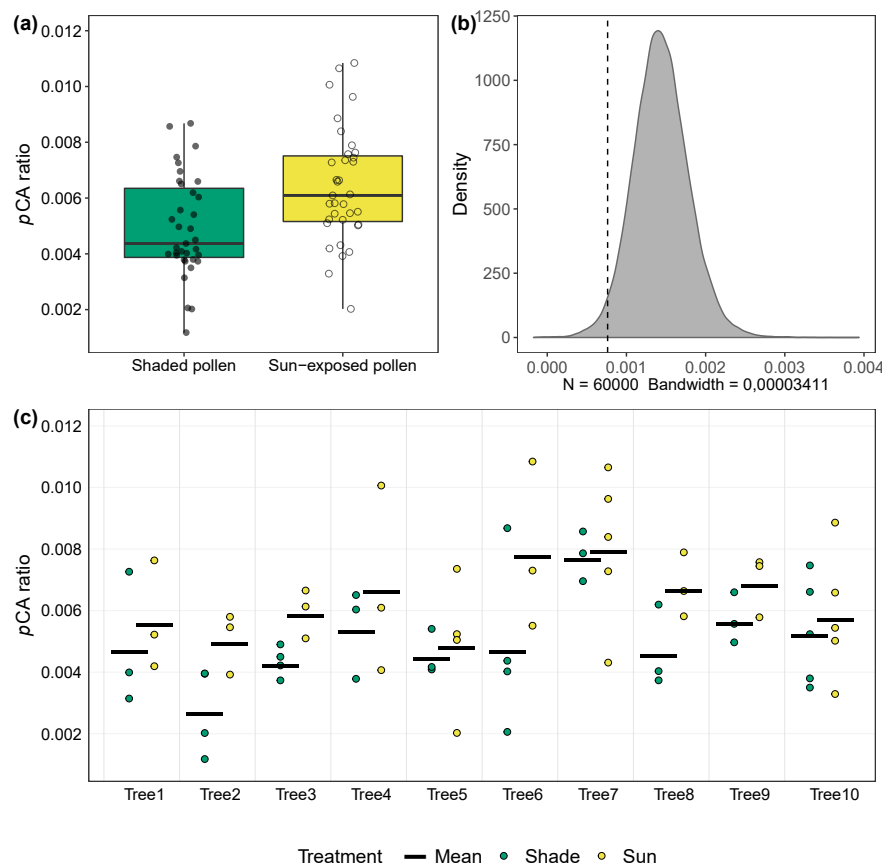 (a)
0.012
0.010
0.008
0.006
0.004
0.002
pCA ratio
Shaded pollen
Sun−exposed pollen
(b)
1250
1000
750
500
250
0
Density
0.000
0.001
0.002
0.003
0.004
N = 60000 Bandwidth = 0,00003411
(c)
0.012
0.010
0.008
0.006
0.004
0.002
pCA ratio
Tree1 Tree2 Tree3 Tree4 Tree5 Tree6 Tree7 Tree8 Tree9 Tree10
Treatment Mean Shade Sun